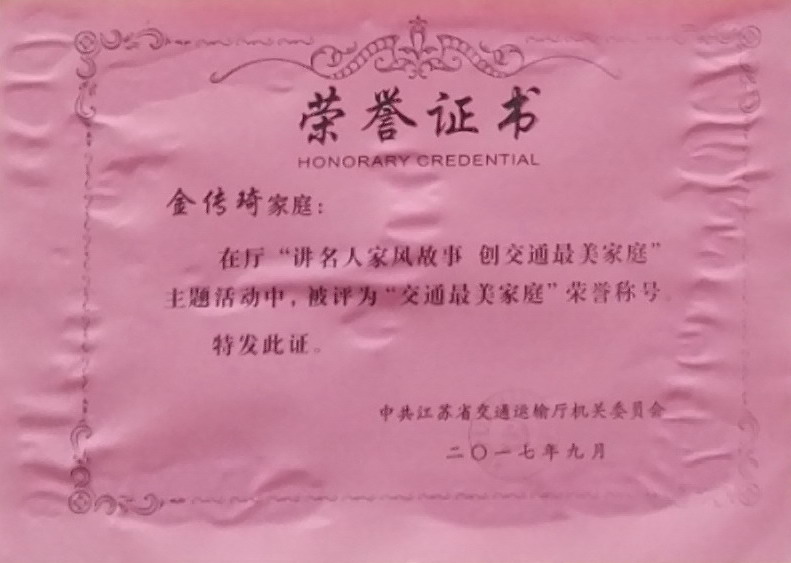 荣誉证书
HONORARY CREDENTIAL
金传琦家庭：
在厅“讲名人家风故事 创交通最美家庭”
主题活动中，被评为“交通最美家庭”荣誉称号。
特发此证。
中共江苏省交通运输厅机关委员会
二〇一七年九月